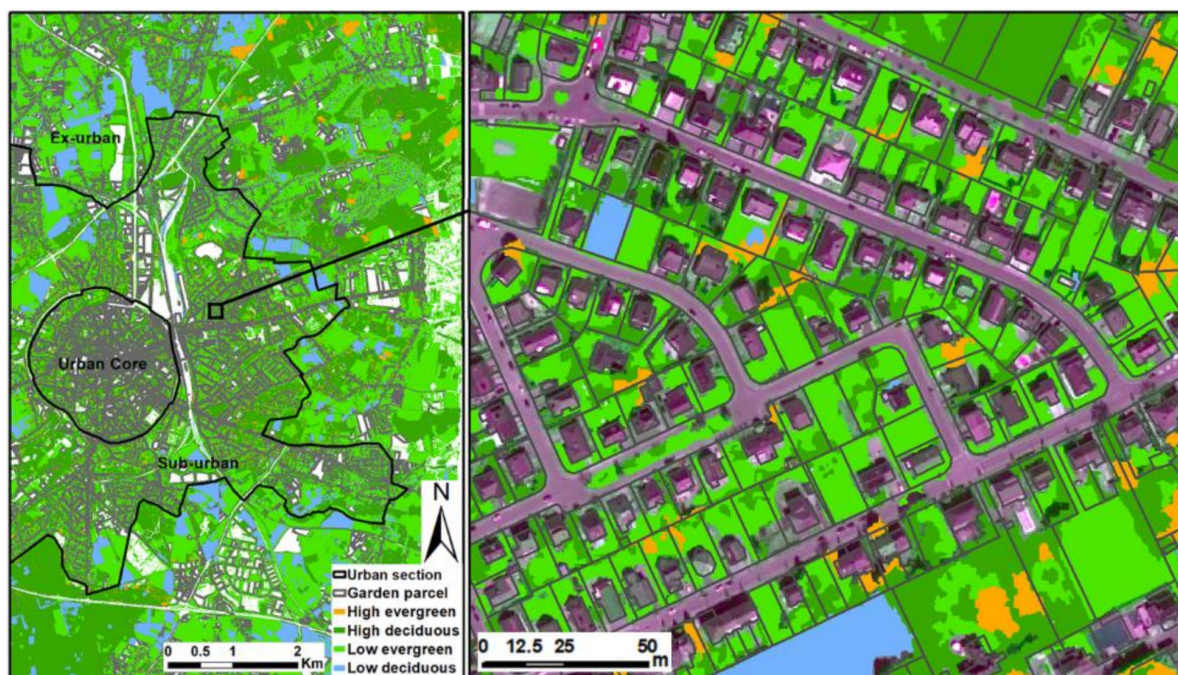 Ex-urban
Urban Core
Sub-urban
N
Urban section
Garden parcel
High evergreen
High deciduous
Low evergreen
Low deciduous
0 0.5 1 2
Km
0 12.5 25 50
m